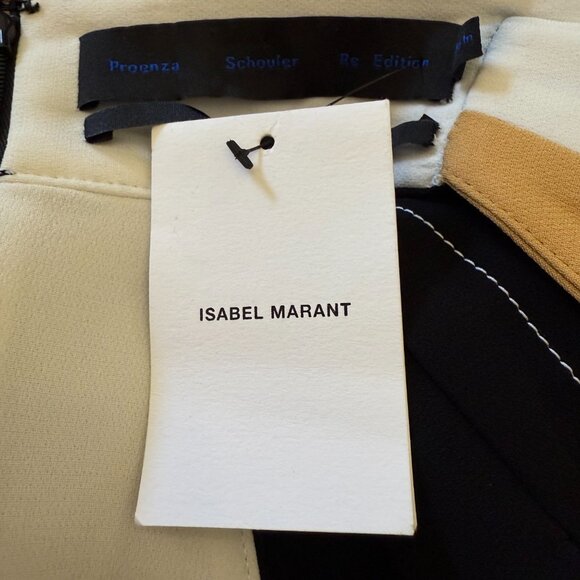 Proenza Schouler Re Edition
ISABEL MARANT